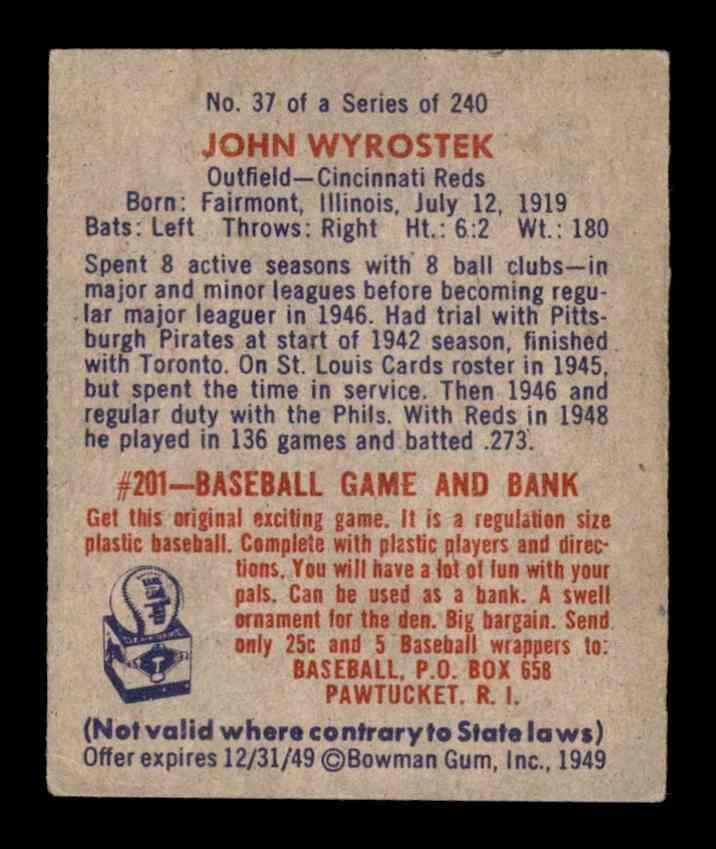 No. 37 of a Series of 240
JOHN WYROSTEK
Outfield—Cincinnati Reds
Born: Fairmont, Illinois, July 12, 1919
Bats: Left Throws: Right Ht.: 6:2 Wt.: 180
Spent 8 active seasons with 8 ball clubs—in
major and minor leagues before becoming regu-
lar major leaguer in 1946. Had trial with Pitts-
burgh Pirates at start of 1942 season, finished
with Toronto. On St. Louis Cards roster in 1945,
but spent the time in service. Then 1946 and
regular duty with the Phils. With Reds in 1948
he played in 136 games and batted .273.
#201—BASEBALL GAME AND BANK
Get this original exciting game. It is a regulation size
plastic baseball. Complete with plastic players and direc-
tions. You will have a lot of fun with your
pals. Can be used as a bank. A swell
ornament for the den. Big bargain. Send
only 25c and 5 Baseball wrappers to:
BASEBALL, P.O. BOX 658
PAWTUCKET, R. I.
(Not valid where contrary to State laws)
Offer expires 12/31/49 ©Bowman Gum, Inc., 1949